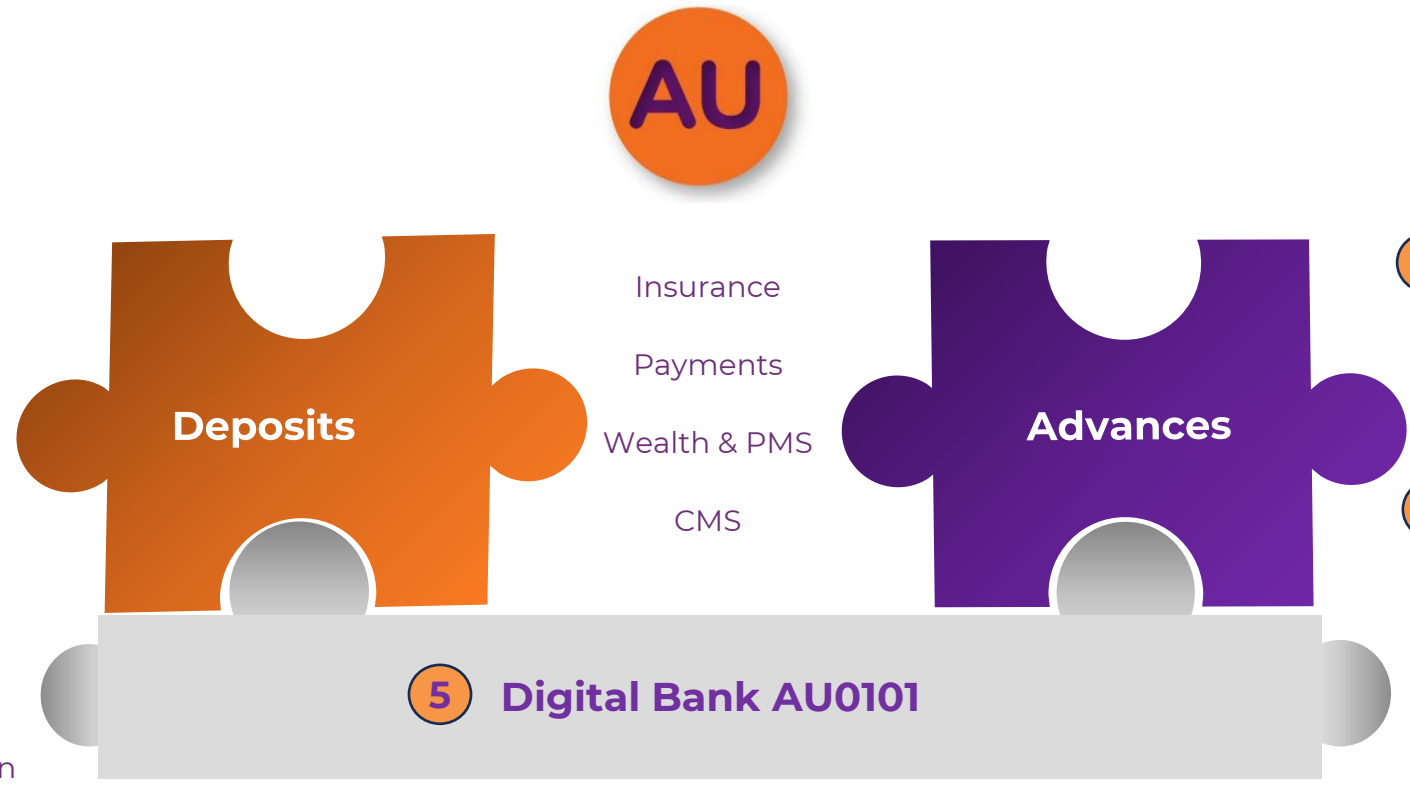 AU
Insurance
Payments
Deposits
Advances
Wealth & PMS
CMS
5 Digital Bank AU0101
n